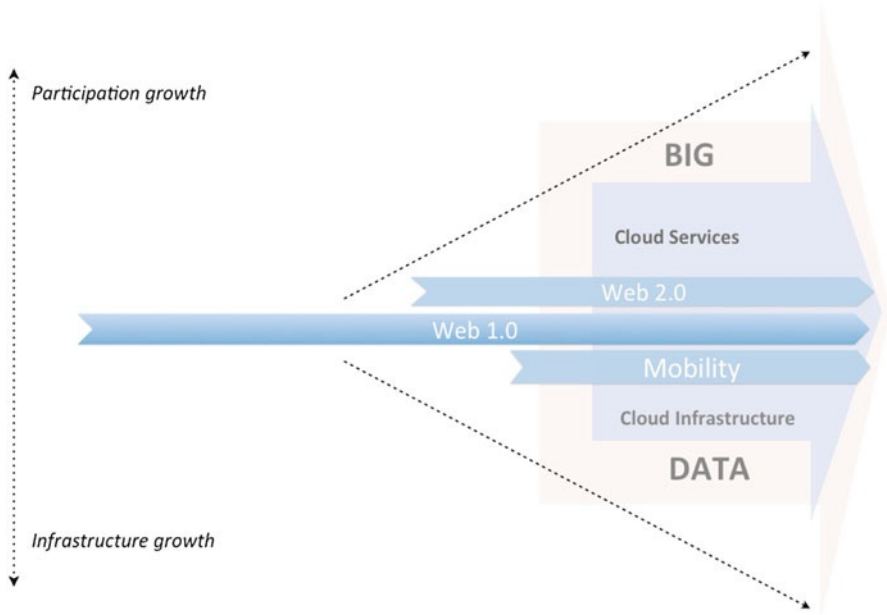 Participation growth
BIG
Cloud Services
Web 2.0
Web 1.0
Mobility
Cloud Infrastructure
DATA
Infrastructure growth